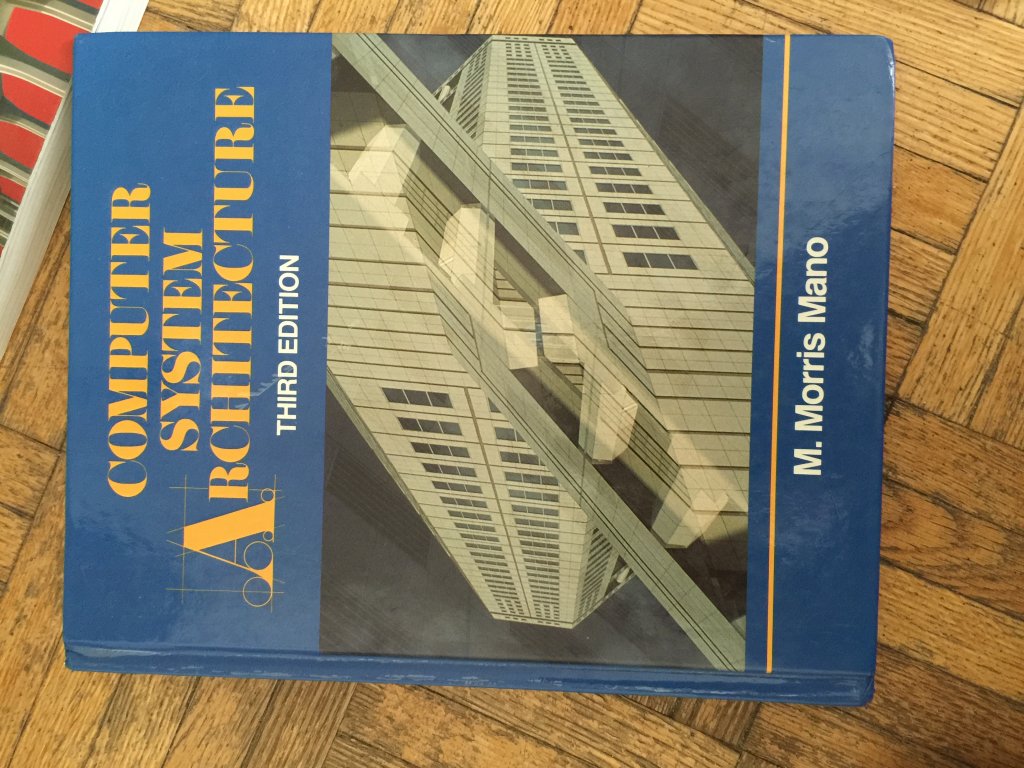 COMPUTER
SYSTEM
ARCHITECTURE
THIRD EDITION
M. Morris Mano